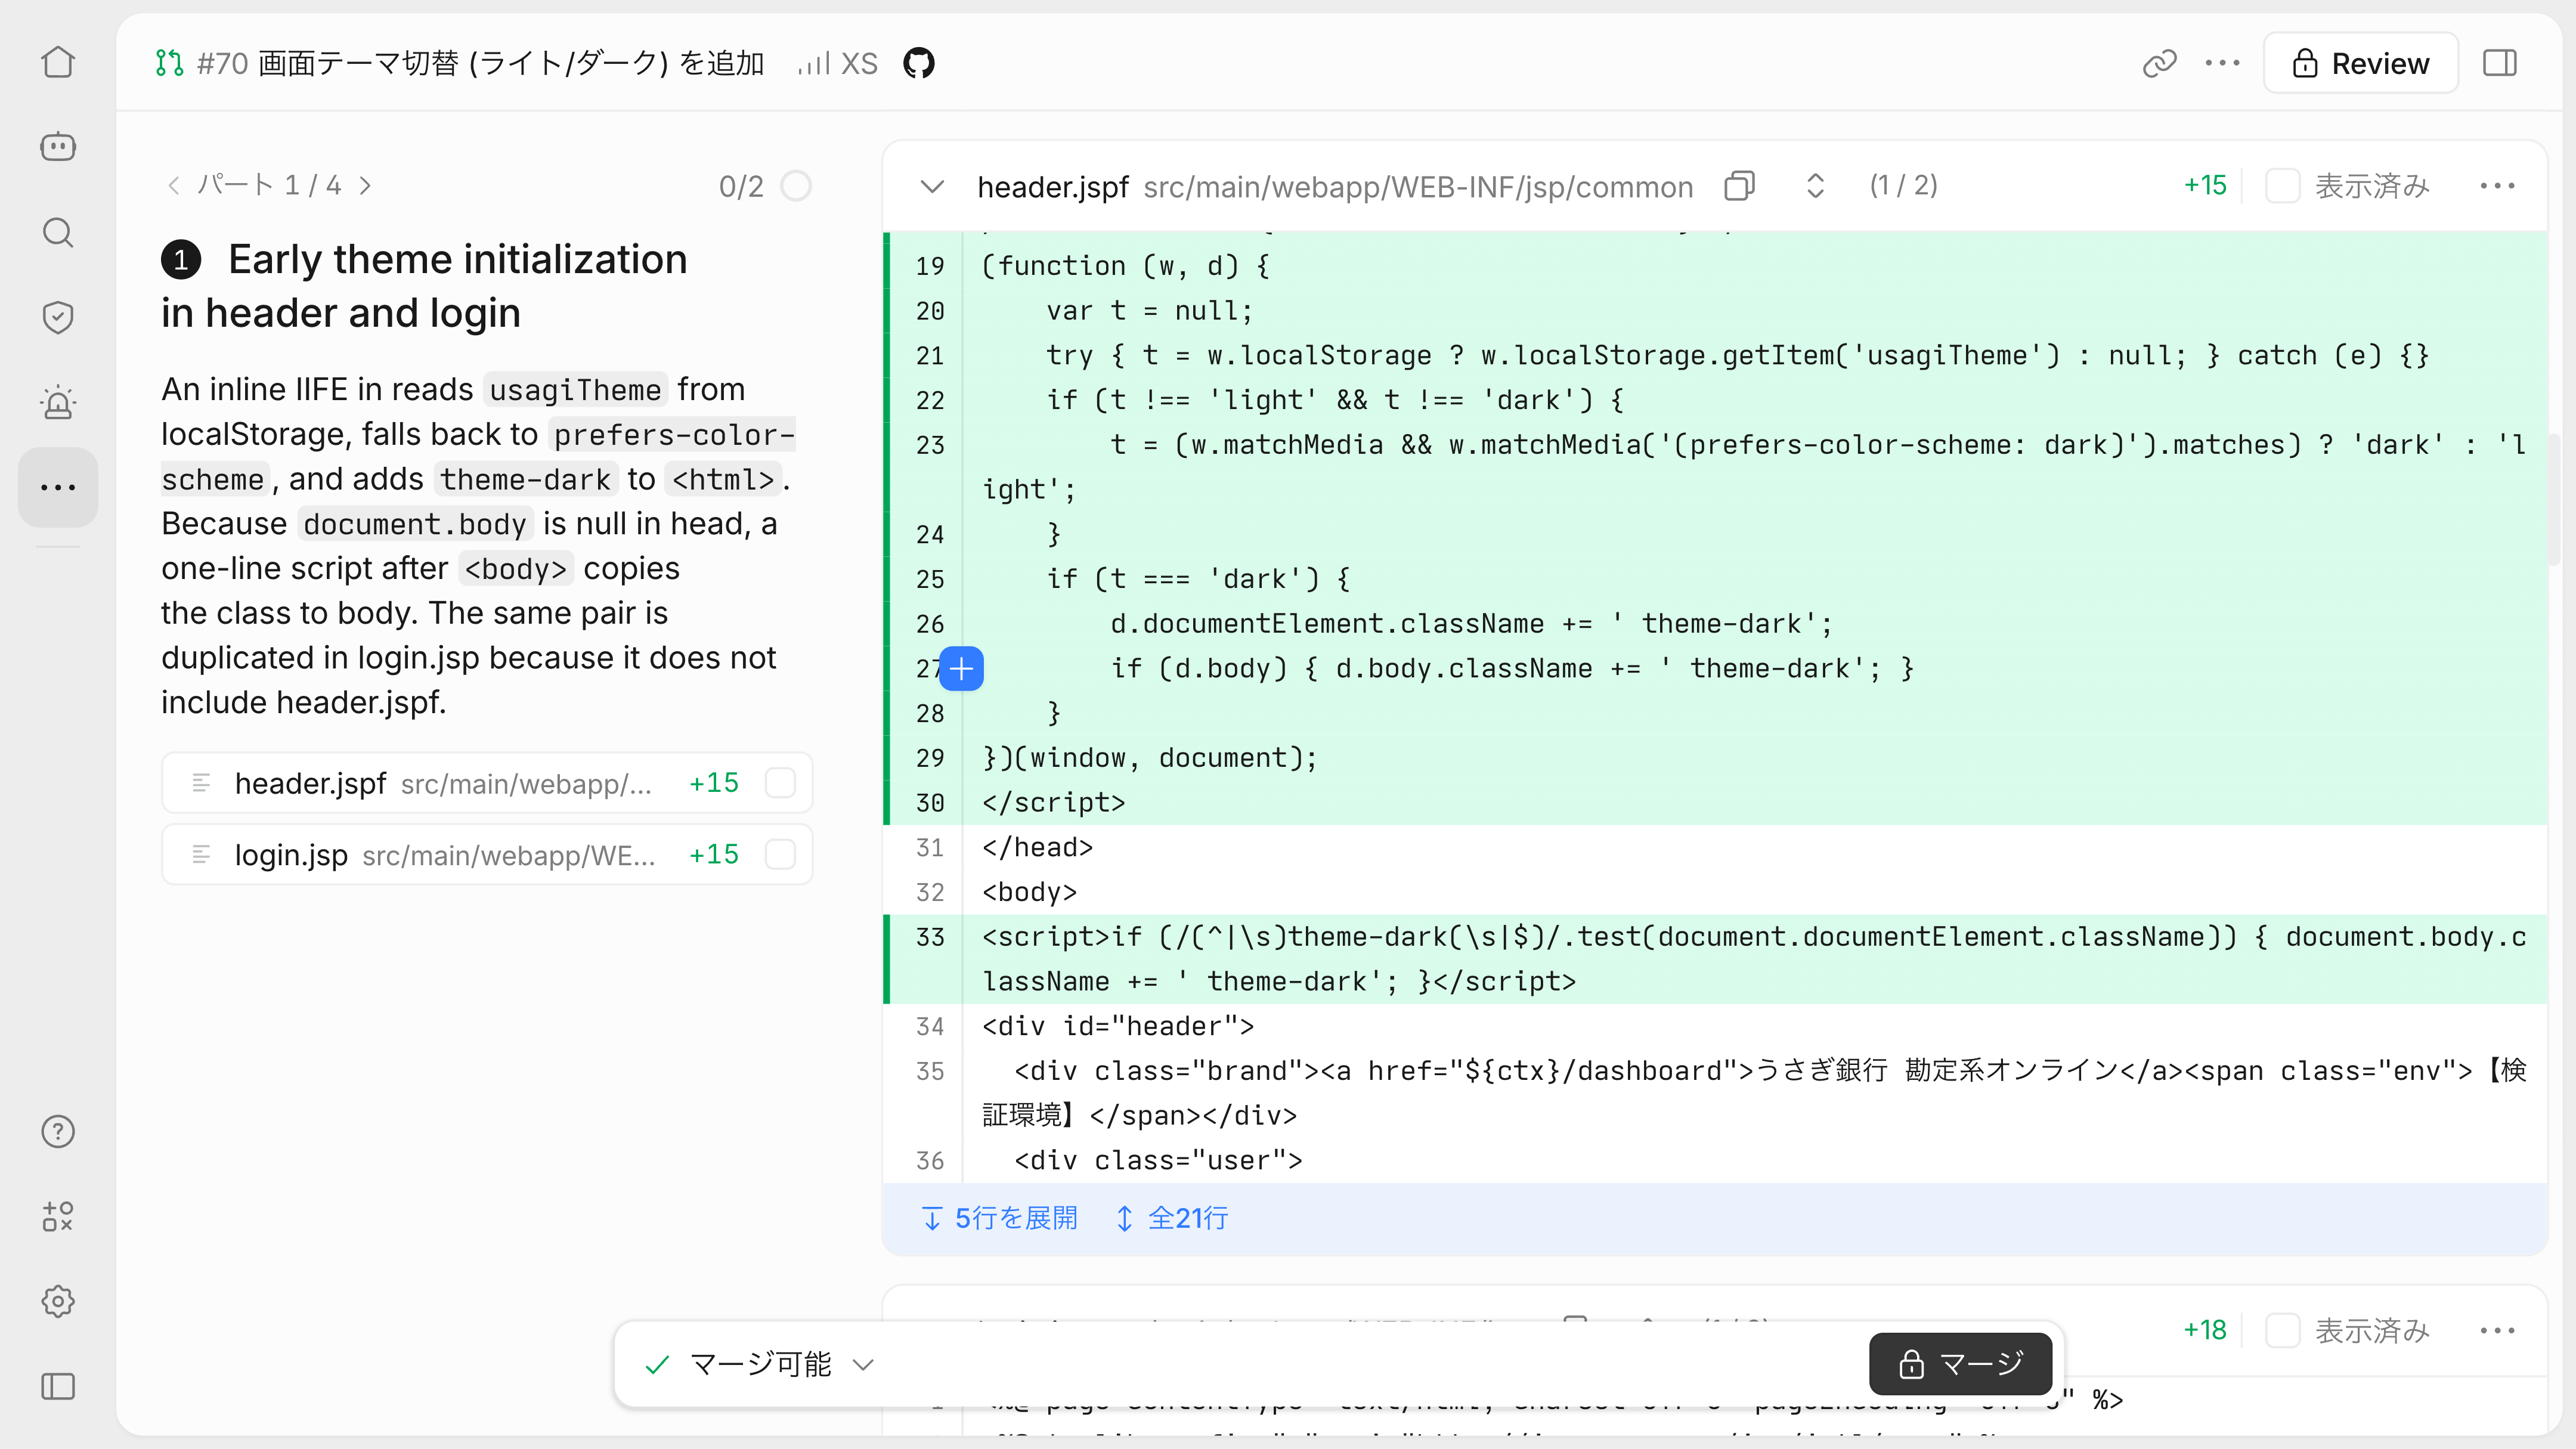 #70 画面テーマ切替 (ライト/ダーク) を追加 XS
Review
パート 1 / 4
0/2
1 Early theme initialization
in header and login
An inline IIFE in reads usagiTheme from
localStorage, falls back to prefers-color-
scheme, and adds theme-dark to <html>.
Because document.body is null in head, a
one-line script after <body> copies
the class to body. The same pair is
duplicated in login.jsp because it does not
include header.jspf.
header.jspf src/main/webapp/... +15
login.jsp src/main/webapp/WE... +15
header.jspf src/main/webapp/WEB-INF/jsp/common (1 / 2) +15 表示済み
19 (function (w, d) {
20 var t = null;
21 try { t = w.localStorage ? w.localStorage.getItem('usagiTheme') : null; } catch (e) {}
22 if (t !== 'light' && t !== 'dark') {
23 t = (w.matchMedia && w.matchMedia('(prefers-color-scheme: dark)').matches) ? 'dark' : 'l
ight';
24 }
25 if (t === 'dark') {
26 d.documentElement.className += ' theme-dark';
27 if (d.body) { d.body.className += ' theme-dark'; }
28 }
29 })(window, document);
30 </script>
31 </head>
32 <body>
33 <script>if (/(^|\s)theme-dark(\s|$)/.test(document.documentElement.className)) { document.body.c
lassName += ' theme-dark'; }</script>
34 <div id="header">
35 <div class="brand"><a href="${ctx}/dashboard">うさぎ銀行 勘定系オンライン</a><span class="env">【検
証環境】</span></div>
36 <div class="user">
5行を展開 全21行
+18 表示済み
マージ可能
マージ
" %>